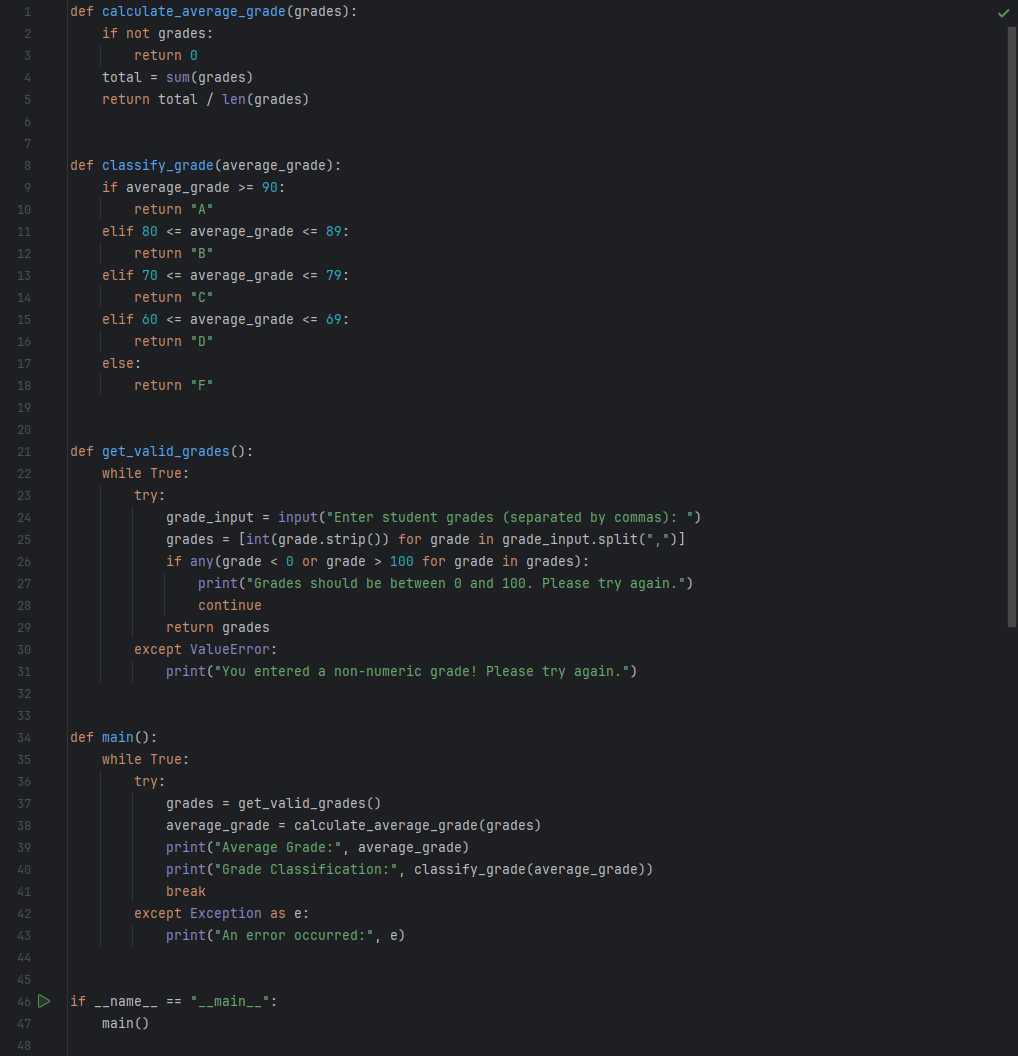 1 def calculate_average_grade(grades):
2     if not grades:
3         return 0
4     total = sum(grades)
5     return total / len(grades)
6
7
8 def classify_grade(average_grade):
9     if average_grade >= 90:
10         return "A"
11     elif 80 <= average_grade <= 89:
12         return "B"
13     elif 70 <= average_grade <= 79:
14         return "C"
15     elif 60 <= average_grade <= 69:
16         return "D"
17     else:
18         return "F"
19
20
21 def get_valid_grades():
22     while True:
23         try:
24             grade_input = input("Enter student grades (separated by commas): ")
25             grades = [int(grade.strip()) for grade in grade_input.split(",")]
26             if any(grade < 0 or grade > 100 for grade in grades):
27                 print("Grades should be between 0 and 100. Please try again.")
28                 continue
29             return grades
30         except ValueError:
31             print("You entered a non-numeric grade! Please try again.")
32
33
34 def main():
35     while True:
36         try:
37             grades = get_valid_grades()
38             average_grade = calculate_average_grade(grades)
39             print("Average Grade:", average_grade)
40             print("Grade Classification:", classify_grade(average_grade))
41             break
42         except Exception as e:
43             print("An error occurred:", e)
44
45
46 if __name__ == "__main__":
47     main()
48